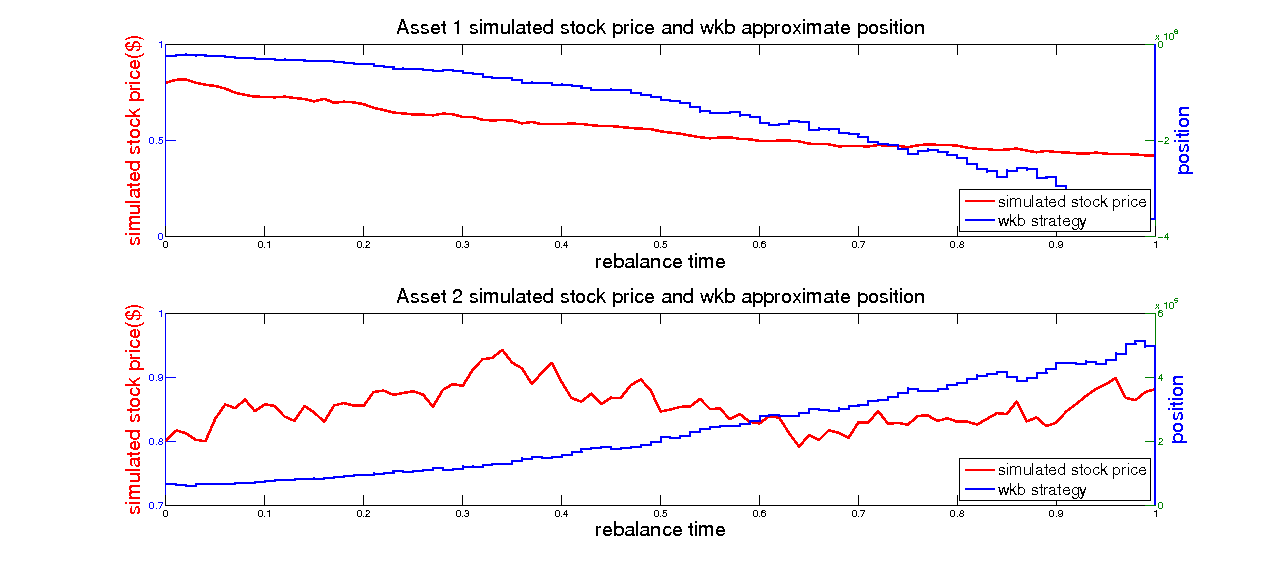 Asset 1 simulated stock price and wkb approximate position
simulated stock price($)
1
0.5
0
x 10^6
0
-2
-4
position
simulated stock price
wkb strategy
0 0.1 0.2 0.3 0.4 0.5 0.6 0.7 0.8 0.9 1
rebalance time
Asset 2 simulated stock price and wkb approximate position
simulated stock price($)
1
0.9
0.8
0.7
x 10^5
6
4
2
0
position
simulated stock price
wkb strategy
0 0.1 0.2 0.3 0.4 0.5 0.6 0.7 0.8 0.9 1
rebalance time